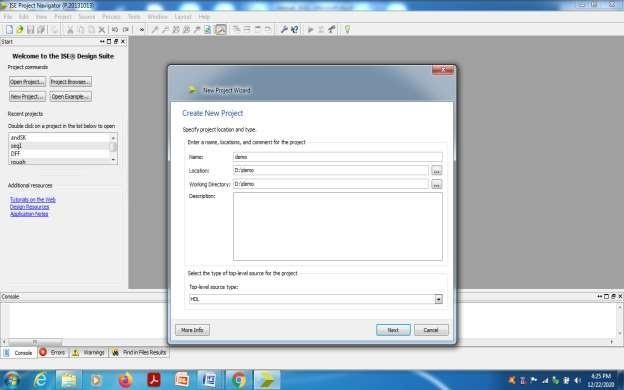 ISE Project Navigator (P.20131013)
File Edit View Project Source Process Tools Window Layout Help
Start
Welcome to the ISE® Design Suite
Project commands
Open Project... Project Browser...
New Project... Open Example...
Recent projects
Double click on a project in the list below to open
andSK
seq1
DFF
rough
Additional resources
Tutorials on the Web
Design Resources
Application Notes
New Project Wizard
Create New Project
Specify project location and type.
Enter a name, locations, and comment for the project
Name: demo
Location: D:\demo ...
Working Directory: D:\demo ...
Description:
Select the type of top-level source for the project
Top-level source type:
HDL
More Info Next Cancel
Console
Console Errors Warnings Find in Files Results
4:25 PM
12/22/2020